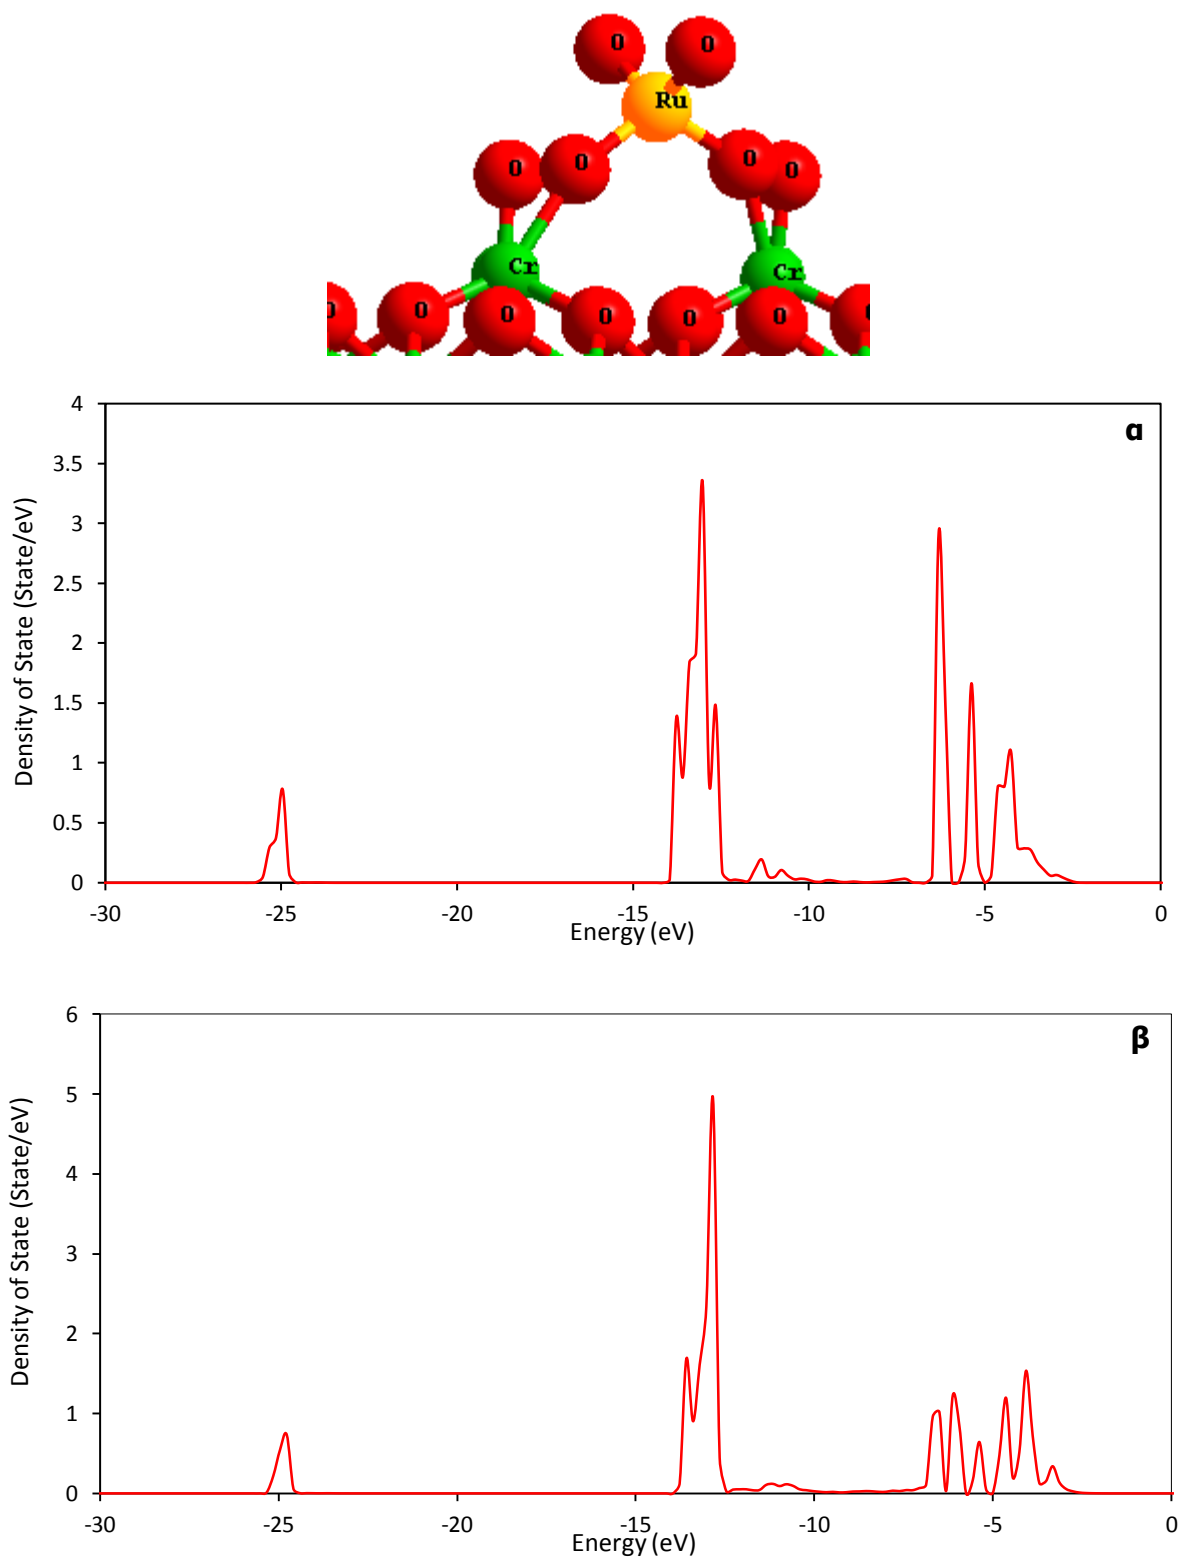 O O
Ru
O O O O
Cr Cr
O O O O O O
α
4
3.5
3
2.5
2
1.5
1
0.5
0
Density of State (State/eV)
-30 -25 -20 -15 -10 -5 0
Energy (eV)
β
6
5
4
3
2
1
0
Density of State (State/eV)
-30 -25 -20 -15 -10 -5 0
Energy (eV)